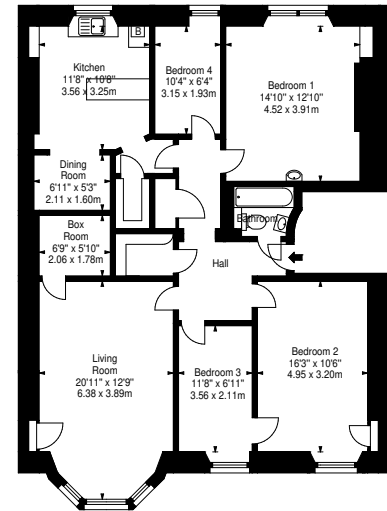 B
Kitchen
11'8" x 10'8"
3.56 x 3.25m
Bedroom 4
10'4" x 6'4"
3.15 x 1.93m
Bedroom 1
14'10" x 12'10"
4.52 x 3.91m
Dining
Room
6'11" x 5'3"
2.11 x 1.60m
Box
Room
6'9" x 5'10"
2.06 x 1.78m
Bathroom
Hall
Living
Room
20'11" x 12'9"
6.38 x 3.89m
Bedroom 3
11'8" x 6'11"
3.56 x 2.11m
Bedroom 2
16'3" x 10'6"
4.95 x 3.20m